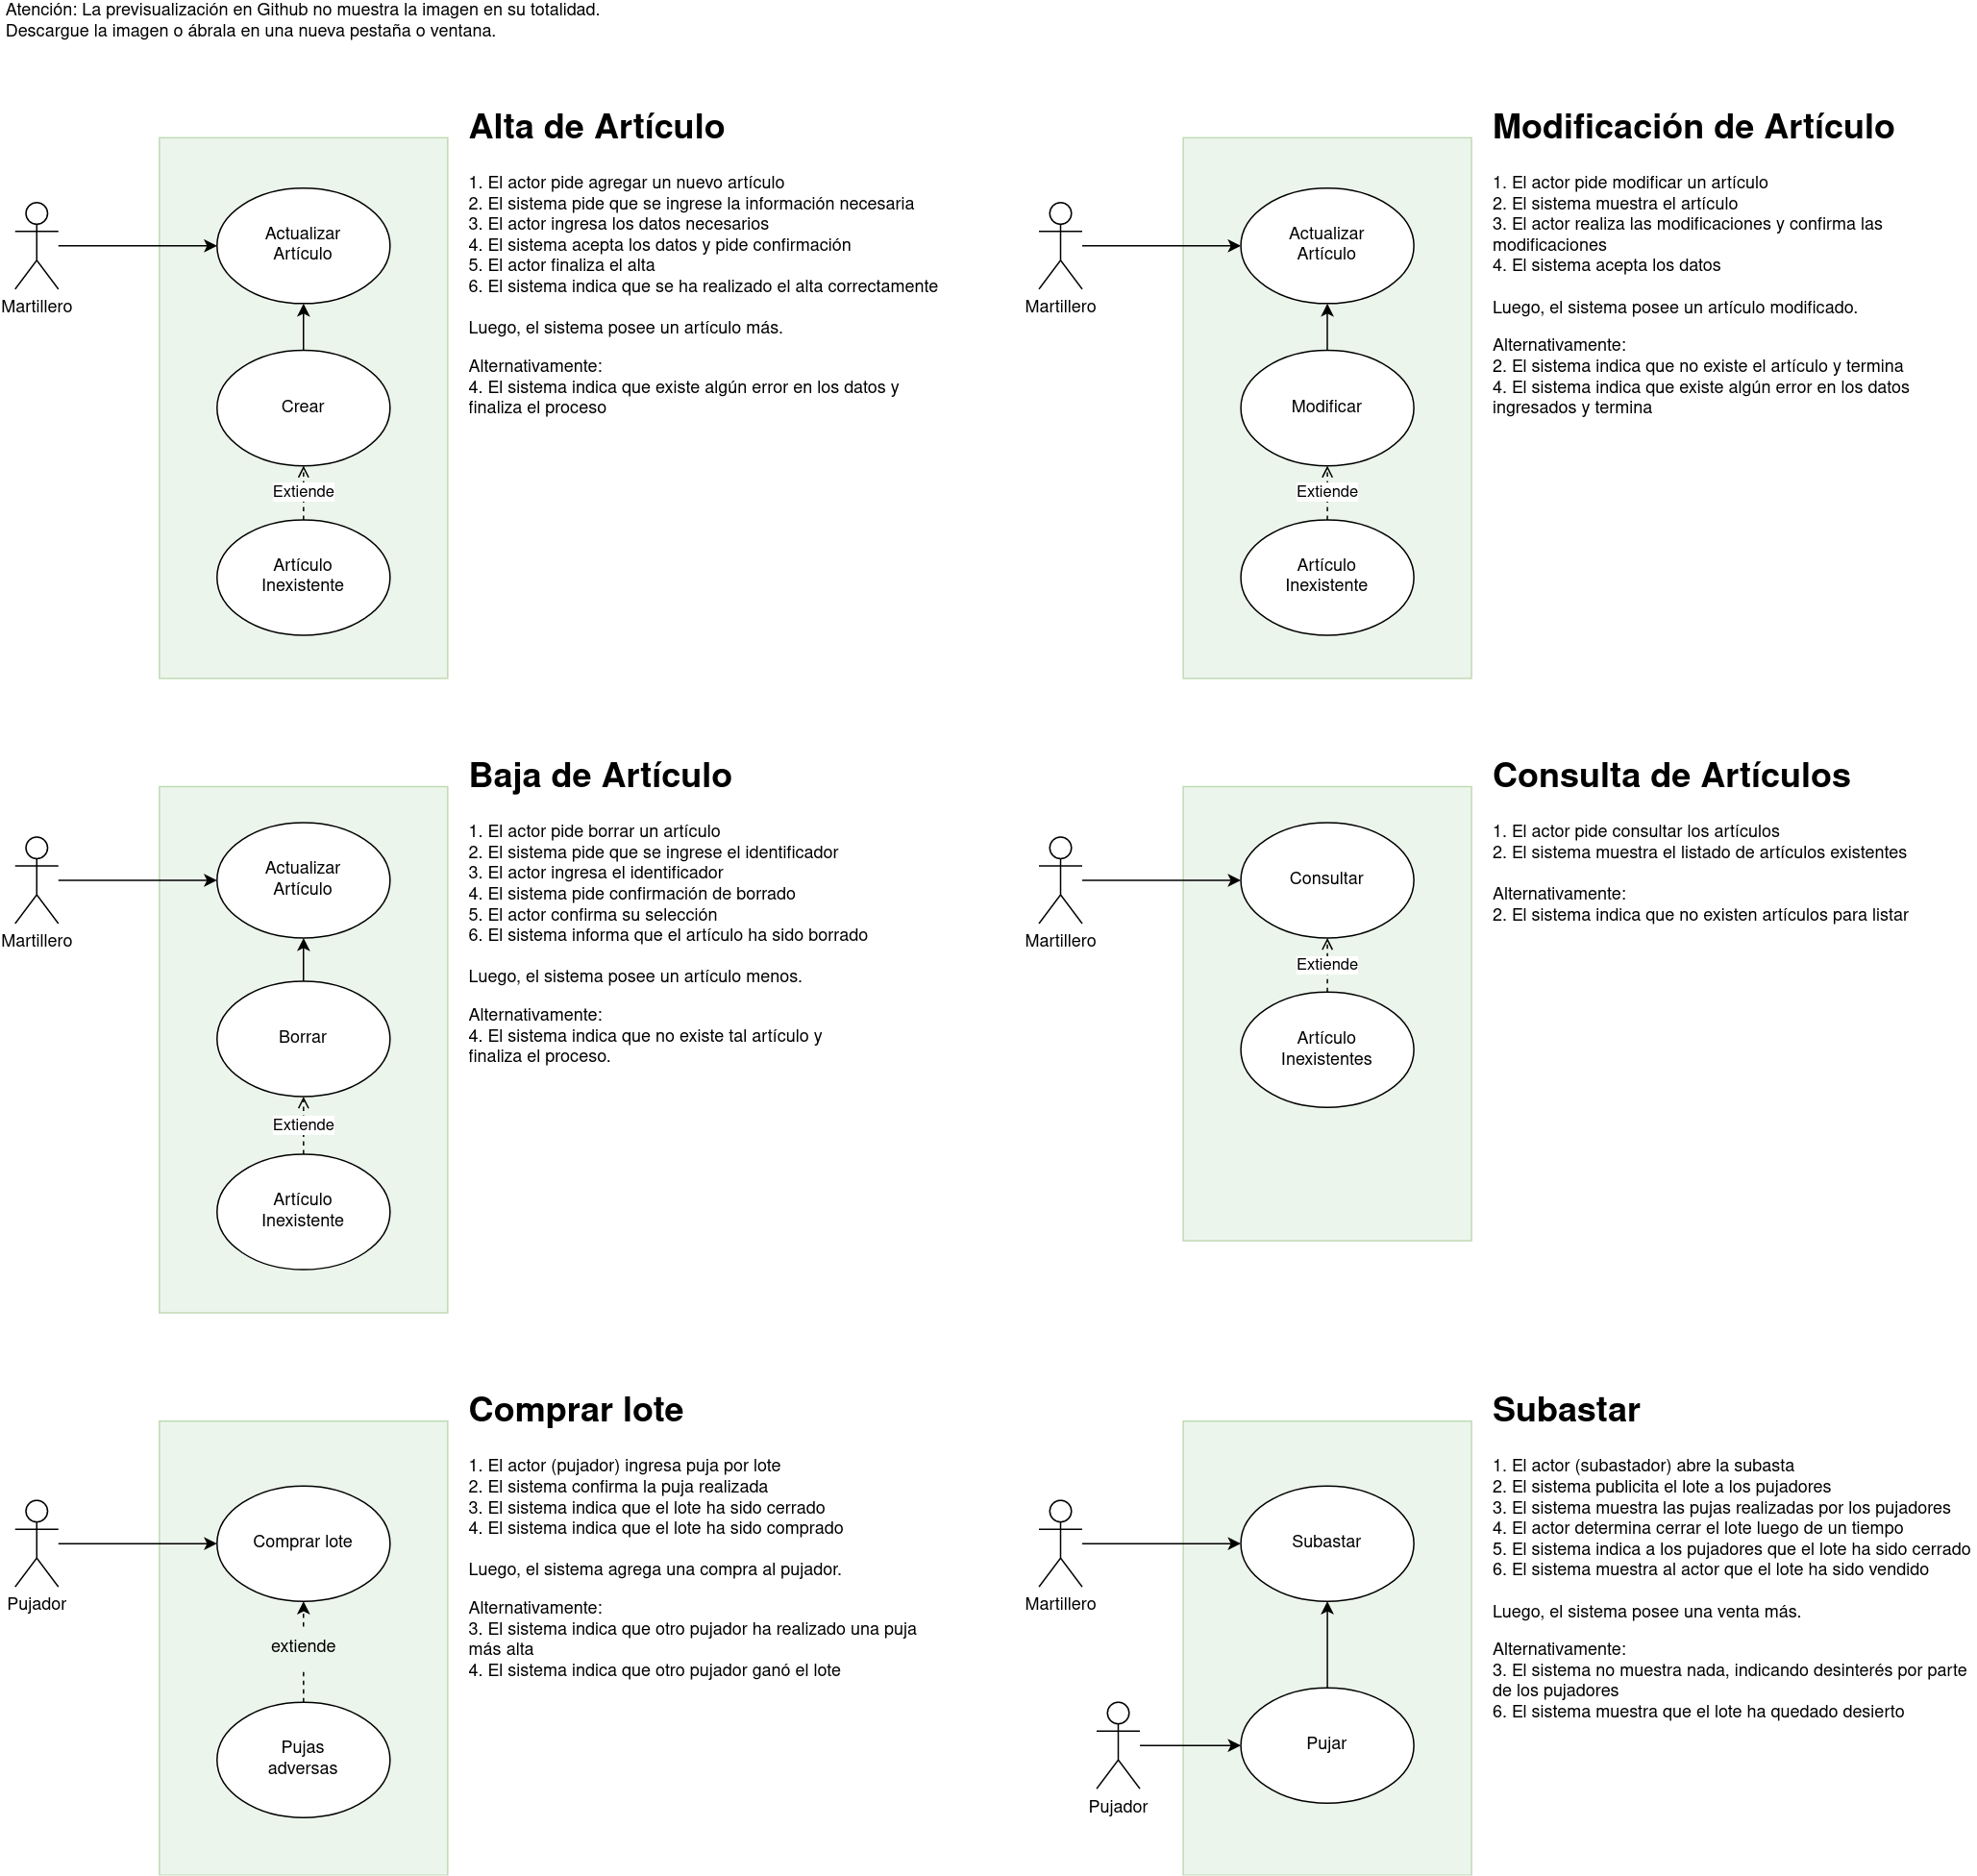 Atención: La previsualización en Github no muestra la imagen en su totalidad.
Descargue la imagen o ábrala en una nueva pestaña o ventana.
Alta de Artículo
1. El actor pide agregar un nuevo artículo
2. El sistema pide que se ingrese la información necesaria
3. El actor ingresa los datos necesarios
4. El sistema acepta los datos y pide confirmación
5. El actor finaliza el alta
6. El sistema indica que se ha realizado el alta correctamente
Luego, el sistema posee un artículo más.
Alternativamente:
4. El sistema indica que existe algún error en los datos y
finaliza el proceso
Actualizar
Artículo
Martillero
Crear
Extiende
Artículo
Inexistente
Modificación de Artículo
1. El actor pide modificar un artículo
2. El sistema muestra el artículo
3. El actor realiza las modificaciones y confirma las
modificaciones
4. El sistema acepta los datos
Luego, el sistema posee un artículo modificado.
Alternativamente:
2. El sistema indica que no existe el artículo y termina
4. El sistema indica que existe algún error en los datos
ingresados y termina
Actualizar
Artículo
Martillero
Modificar
Extiende
Artículo
Inexistente
Baja de Artículo
1. El actor pide borrar un artículo
2. El sistema pide que se ingrese el identificador
3. El actor ingresa el identificador
4. El sistema pide confirmación de borrado
5. El actor confirma su selección
6. El sistema informa que el artículo ha sido borrado
Luego, el sistema posee un artículo menos.
Alternativamente:
4. El sistema indica que no existe tal artículo y
finaliza el proceso.
Actualizar
Artículo
Martillero
Borrar
Extiende
Artículo
Inexistente
Consulta de Artículos
1. El actor pide consultar los artículos
2. El sistema muestra el listado de artículos existentes
Alternativamente:
2. El sistema indica que no existen artículos para listar
Consultar
Martillero
Extiende
Artículo
Inexistentes
Comprar lote
1. El actor (pujador) ingresa puja por lote
2. El sistema confirma la puja realizada
3. El sistema indica que el lote ha sido cerrado
4. El sistema indica que el lote ha sido comprado
Luego, el sistema agrega una compra al pujador.
Alternativamente:
3. El sistema indica que otro pujador ha realizado una puja
más alta
4. El sistema indica que otro pujador ganó el lote
Comprar lote
Pujador
extiende
Pujas
adversas
Subastar
1. El actor (subastador) abre la subasta
2. El sistema publicita el lote a los pujadores
3. El sistema muestra las pujas realizadas por los pujadores
4. El actor determina cerrar el lote luego de un tiempo
5. El sistema indica a los pujadores que el lote ha sido cerrado
6. El sistema muestra al actor que el lote ha sido vendido
Luego, el sistema posee una venta más.
Alternativamente:
3. El sistema no muestra nada, indicando desinterés por parte
de los pujadores
6. El sistema muestra que el lote ha quedado desierto
Subastar
Martillero
Pujar
Pujador